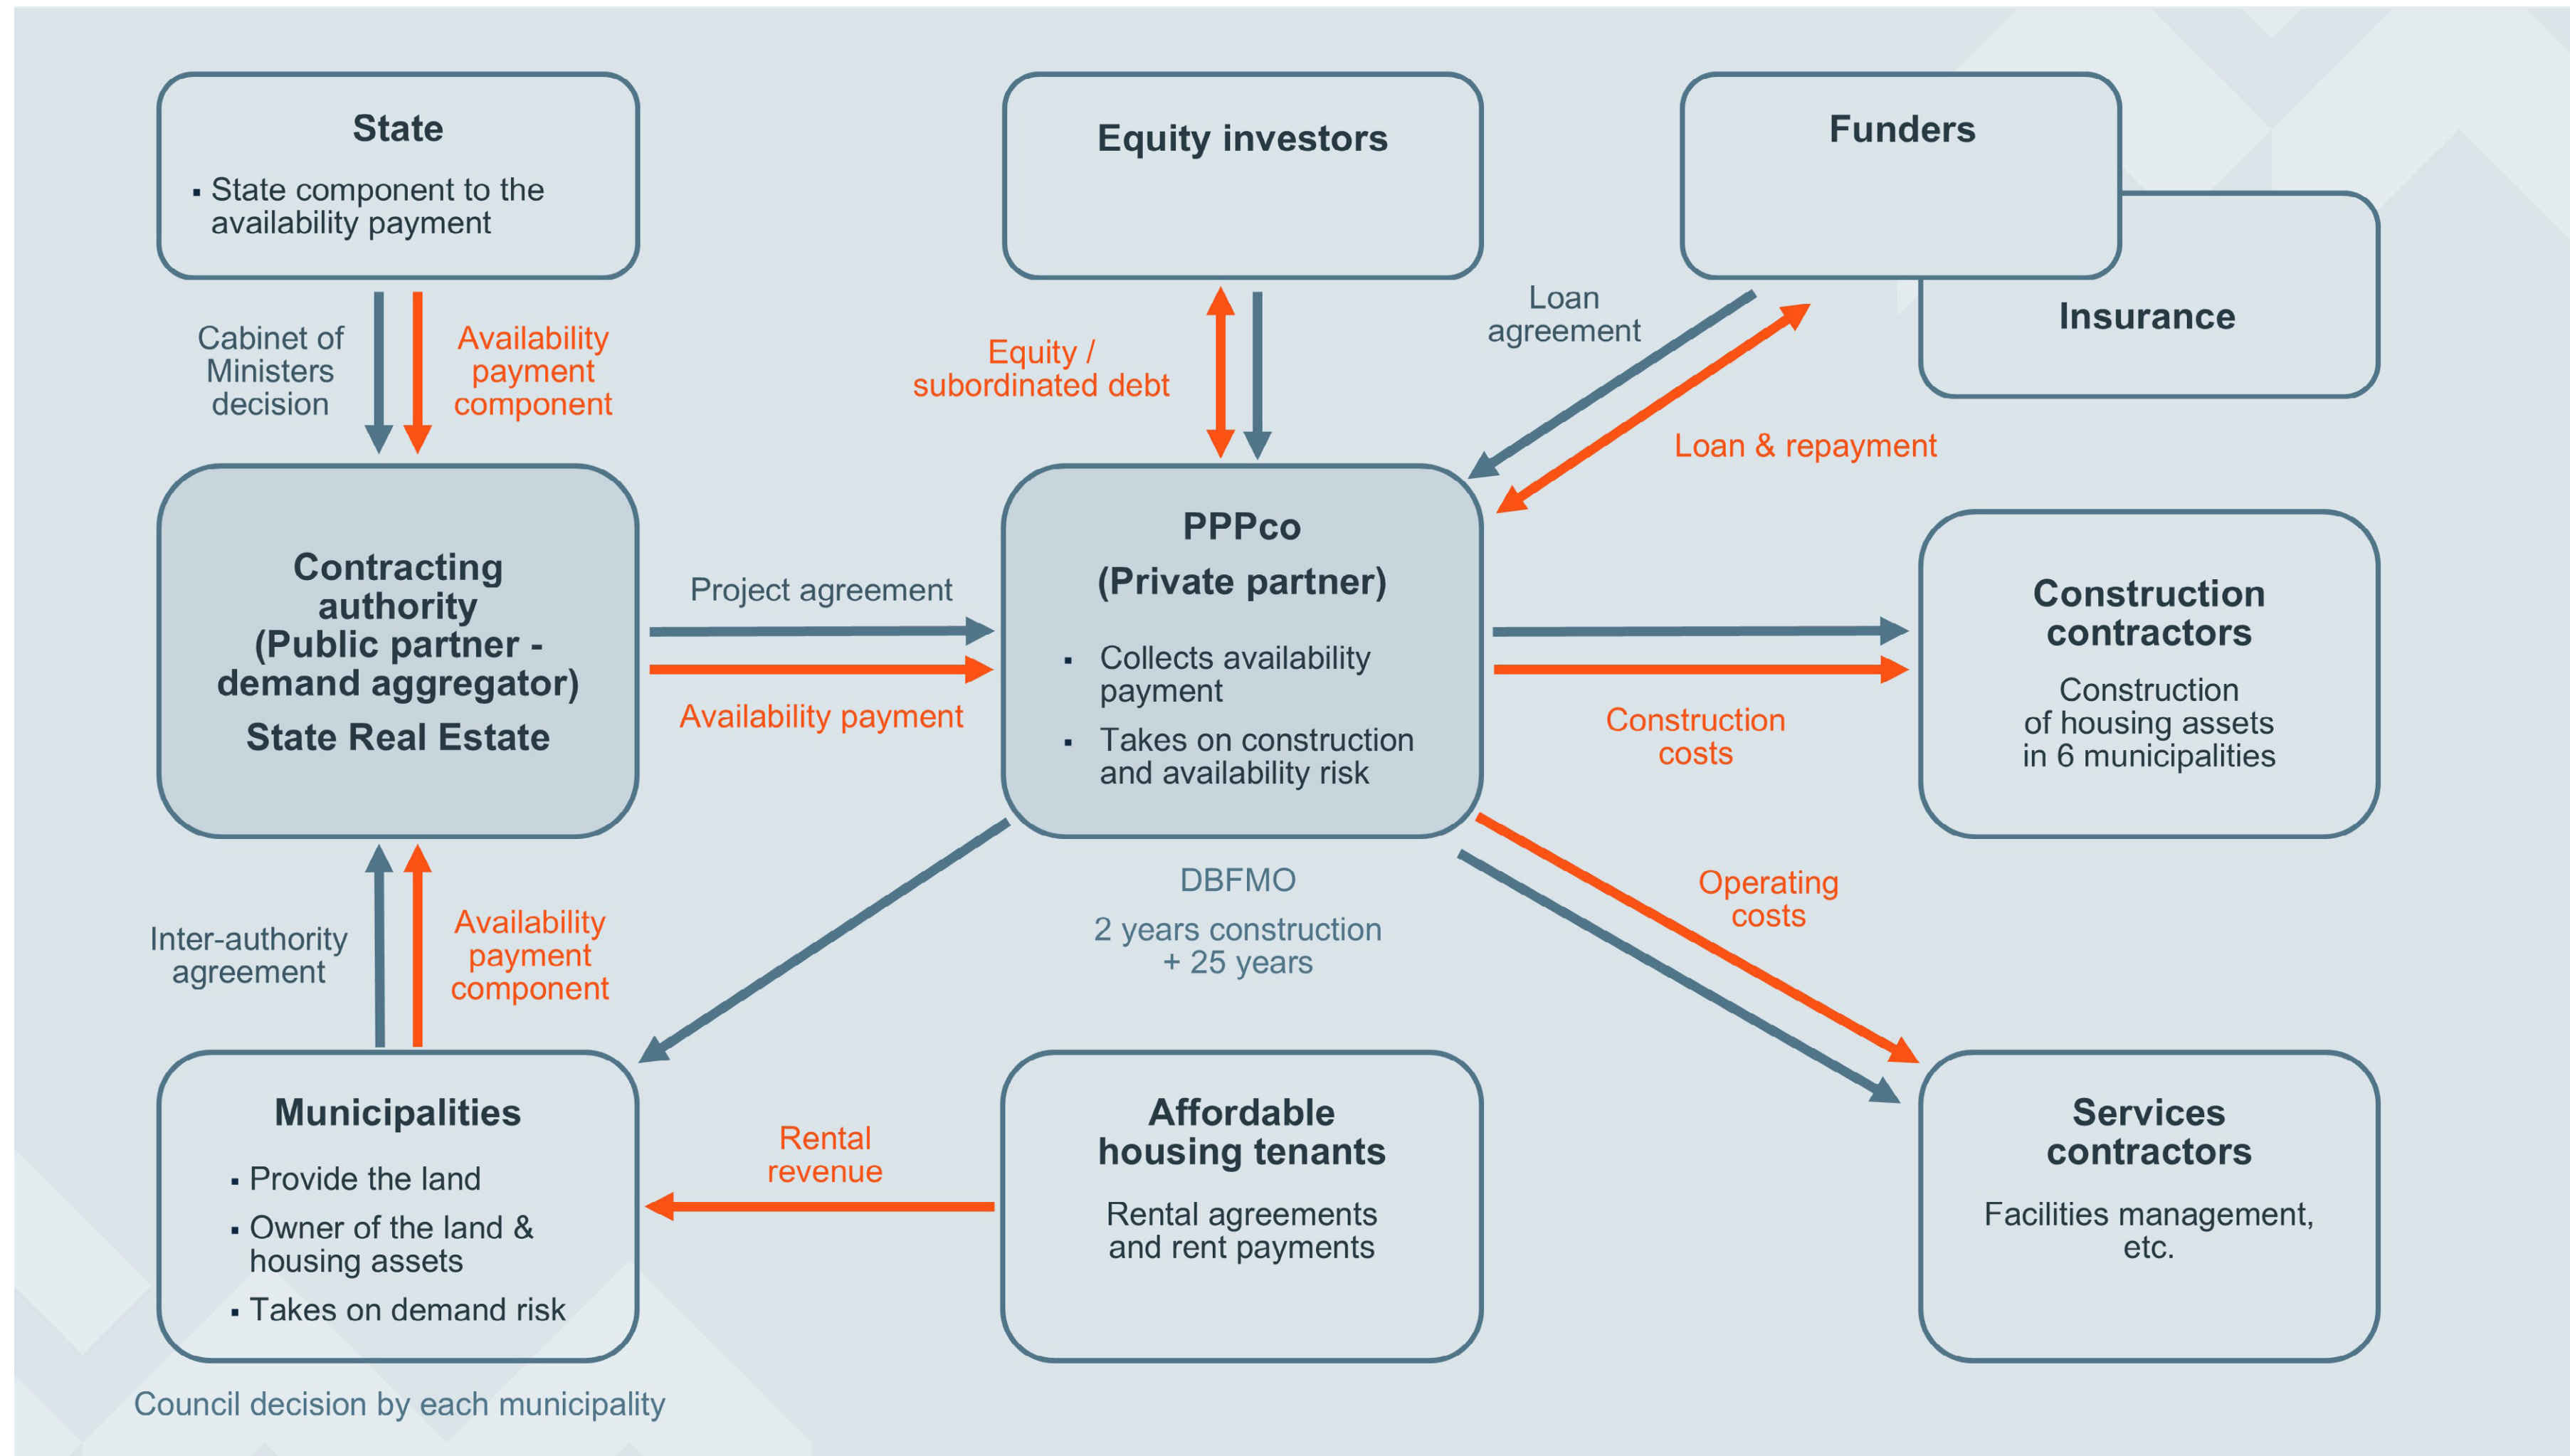 State
▪ State component to the
availability payment
Equity investors
Funders
Insurance
Cabinet of
Ministers
decision
Availability
payment
component
Equity /
subordinated debt
Loan
agreement
Loan & repayment
Contracting
authority
(Public partner -
demand aggregator)
State Real Estate
Project agreement
Availability payment
PPPco
(Private partner)
▪ Collects availability
payment
▪ Takes on construction
and availability risk
Construction
costs
Construction
contractors
Construction
of housing assets
in 6 municipalities
Inter-authority
agreement
Availability
payment
component
DBFMO
2 years construction
+ 25 years
Operating
costs
Municipalities
▪ Provide the land
▪ Owner of the land &
housing assets
▪ Takes on demand risk
Rental
revenue
Affordable
housing tenants
Rental agreements
and rent payments
Services
contractors
Facilities management,
etc.
Council decision by each municipality